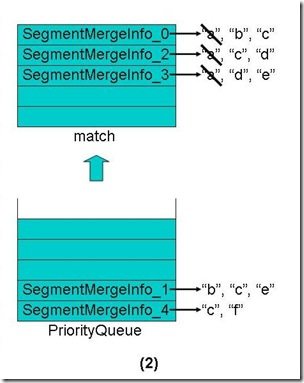 SegmentMergeInfo_0 “a”, “b”, “c”
SegmentMergeInfo_2 “a”, “c”, “d”
SegmentMergeInfo_3 “a”, “d”, “e”
match
SegmentMergeInfo_1 “b”, “c”, “e”
SegmentMergeInfo_4 “c”, “f”
PriorityQueue
(2)